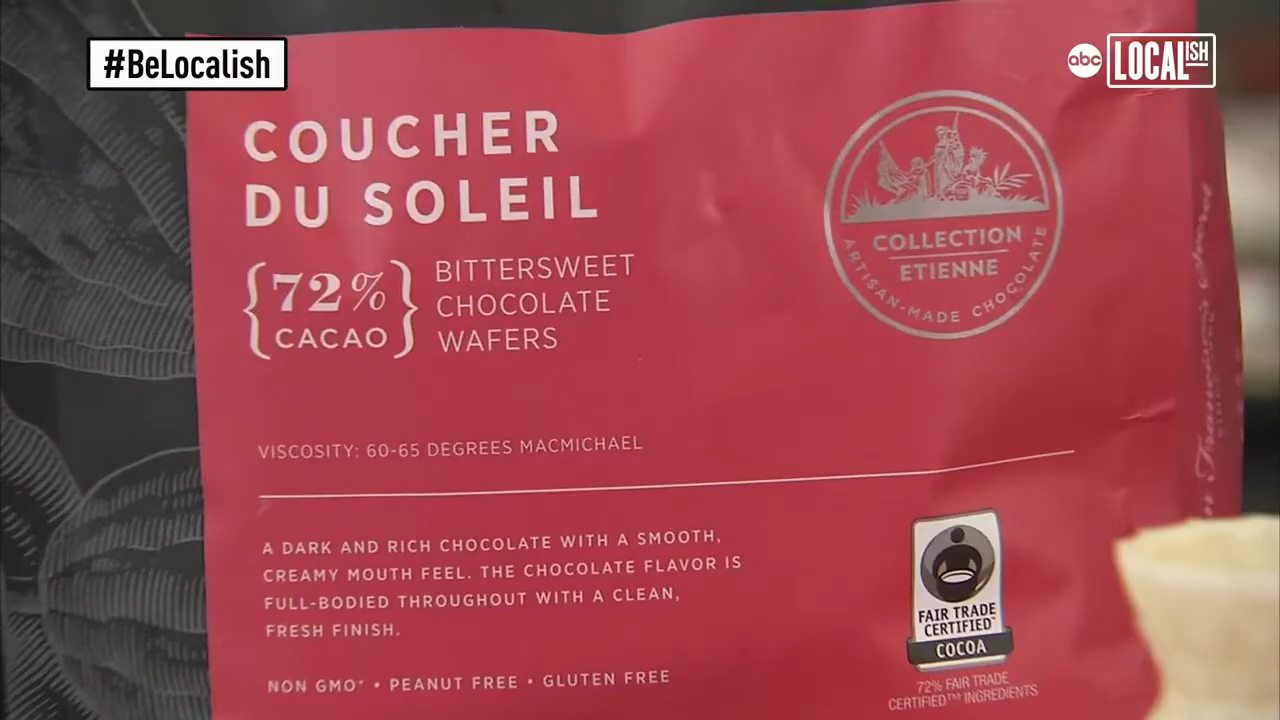 #BeLocalish
abc LOCALISH
COUCHER
DU SOLEIL
72%
CACAO
BITTERSWEET
CHOCOLATE
WAFERS
COLLECTION
ETIENNE
ARTISAN-MADE CHOCOLATE
VISCOSITY: 60-65 DEGREES MACMICHAEL
A DARK AND RICH CHOCOLATE WITH A SMOOTH,
CREAMY MOUTH FEEL. THE CHOCOLATE FLAVOR IS
FULL-BODIED THROUGHOUT WITH A CLEAN,
FRESH FINISH.
NON GMO* • PEANUT FREE • GLUTEN FREE
FAIR TRADE
CERTIFIED™
COCOA
72% FAIR TRADE
CERTIFIED™ INGREDIENTS